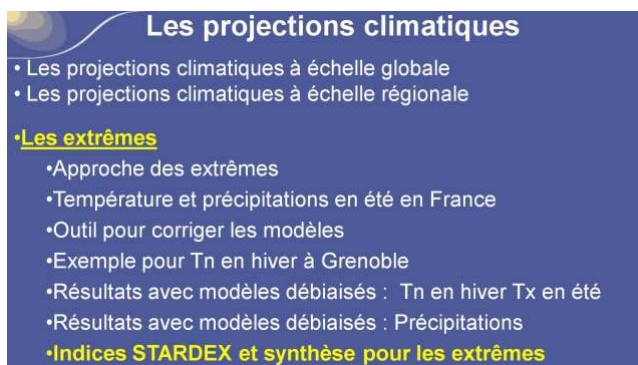 Les projections climatiques
• Les projections climatiques à échelle globale
• Les projections climatiques à échelle régionale
•Les extrêmes
•Approche des extrêmes
•Température et précipitations en été en France
•Outil pour corriger les modèles
•Exemple pour Tn en hiver à Grenoble
•Résultats avec modèles débiaisés : Tn en hiver Tx en été
•Résultats avec modèles débiaisés : Précipitations
•Indices STARDEX et synthèse pour les extrêmes